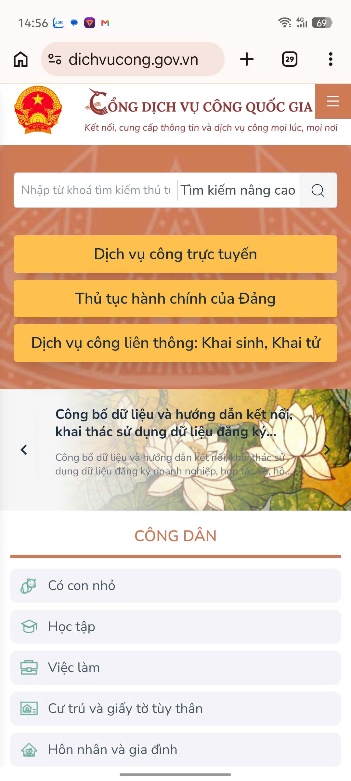 14:56
4G
69
dichvucong.gov.vn
29
CỔNG DỊCH VỤ CÔNG QUỐC GIA
Kết nối, cung cấp thông tin và dịch vụ công mọi lúc, mọi nơi
Nhập từ khoá tìm kiếm thủ tụ
Tìm kiếm nâng cao
Dịch vụ công trực tuyến
Thủ tục hành chính của Đảng
Dịch vụ công liên thông: Khai sinh, Khai tử
Công bố dữ liệu và hướng dẫn kết nối,
khai thác sử dụng dữ liệu đăng ký...
Công bố dữ liệu và hướng dẫn kết nối, khai thác sử
dụng dữ liệu đăng ký doanh nghiệp, hợp tác xã, hộ...
CÔNG DÂN
Có con nhỏ
Học tập
Việc làm
Cư trú và giấy tờ tùy thân
Hôn nhân và gia đình